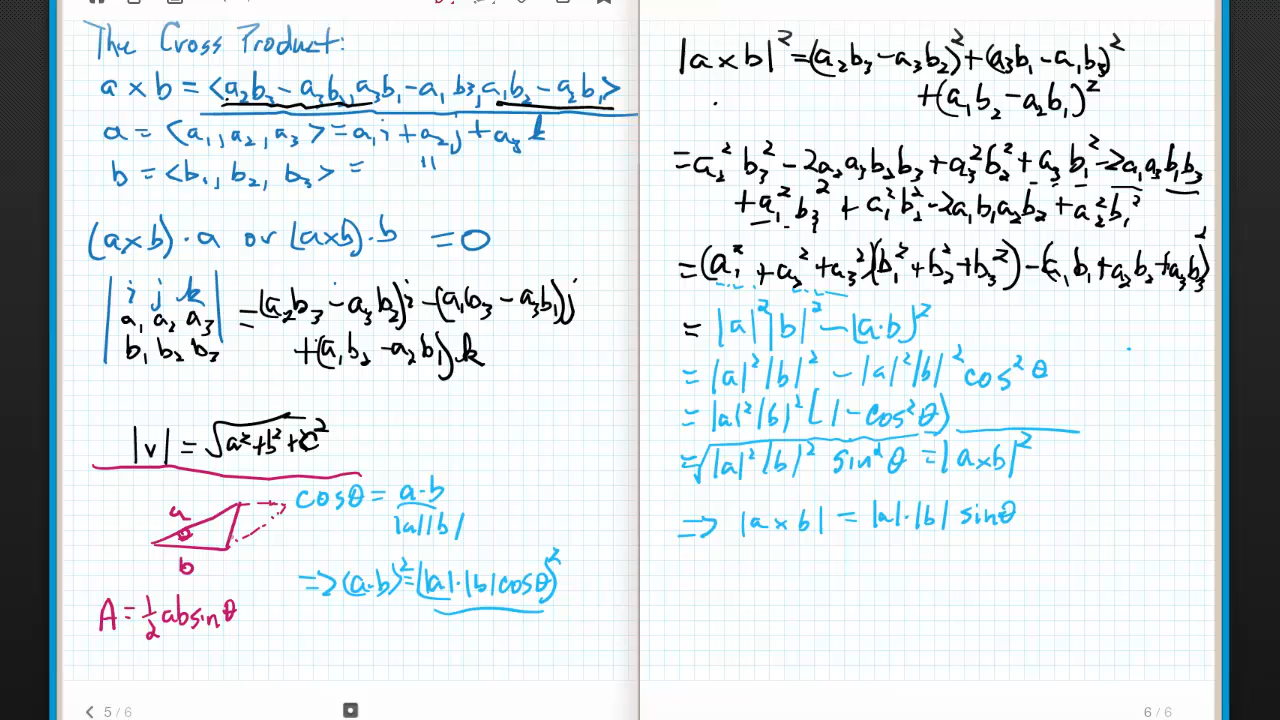 The Cross Product:
a × b = <a₂b₃ − a₃b₂, a₃b₁ − a₁b₃, a₁b₂ − a₂b₁>
a = <a₁, a₂, a₃> = a₁i + a₂j + a₃k
b = <b₁, b₂, b₃> = "
(a×b)·a or (a×b)·b = 0
i j k
a₁ a₂ a₃
b₁ b₂ b₃
= (a₂b₃ − a₃b₂)i − (a₁b₃ − a₃b₁)j
+ (a₁b₂ − a₂b₁)k
|v| = √a² + b² + c²
a
θ
b
A = ½ab sinθ
cosθ = a·b / |a||b|
=> (a·b)² = (|a|·|b| cosθ)²
5 / 6
|a × b|² = (a₂b₃ − a₃b₂)² + (a₃b₁ − a₁b₃)²
+ (a₁b₂ − a₂b₁)²
= a₂²b₃² − 2a₂a₃b₂b₃ + a₃²b₂² + a₃b₁² − 2a₁a₃b₁b₃
+ a₁²b₃² + a₁²b₂² − 2a₁b₁a₂b₂ + a₂²b₁²
= (a₁² + a₂² + a₃²)(b₁² + b₂² + b₃²) − (a₁b₁ + a₂b₂ + a₃b₃)²
= |a|²|b|² − (a·b)²
= |a|²|b|² − |a|²|b|² cos²θ
= |a|²|b|² (1 − cos²θ)
= √|a|²|b|² sin²θ = |a×b|²
=> |a × b| = |a|·|b| sinθ
6 / 6